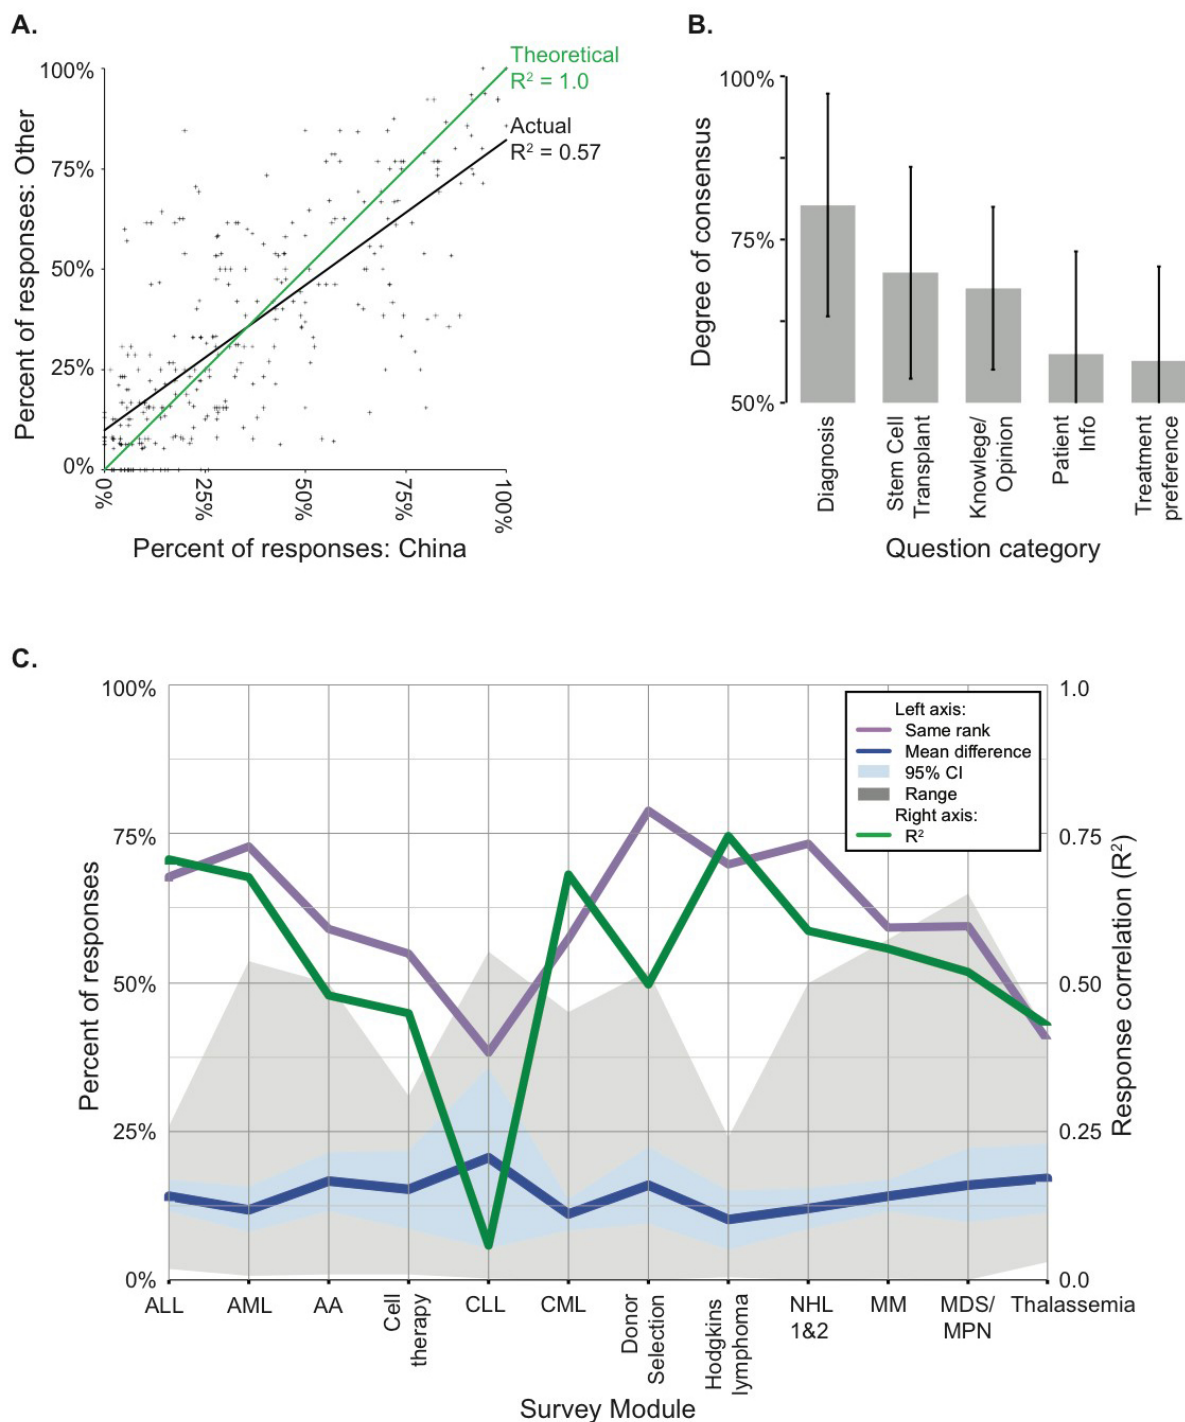 A.
Theoretical
R² = 1.0
Actual
R² = 0.57
100%
75%
50%
25%
0%
Percent of responses: Other
0%
25%
50%
75%
100%
Percent of responses: China
B.
100%
75%
50%
Degree of consensus
Diagnosis
Stem Cell
Transplant
Knowlege/
Opinion
Patient
Info
Treatment
preference
Question category
C.
100%
75%
50%
25%
0%
Percent of responses
Left axis:
Same rank
Mean difference
95% CI
Range
Right axis:
R²
1.0
0.75
0.50
0.25
0.0
Response correlation (R²)
ALL
AML
AA
Cell
therapy
CLL
CML
Donor
Selection
Hodgkins
lymphoma
NHL
1&2
MM
MDS/
MPN
Thalassemia
Survey Module